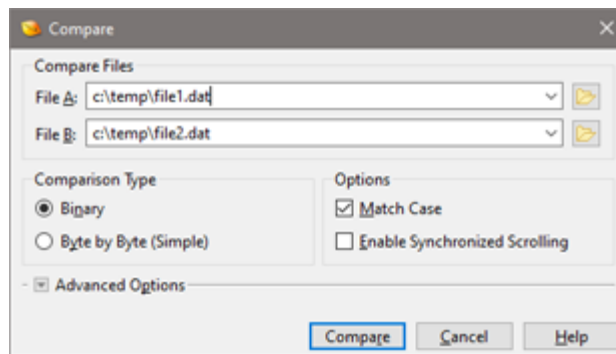 Compare
Compare Files
File A: c:\temp\file1.dat
File B: c:\temp\file2.dat
Comparison Type
Binary
Byte by Byte (Simple)
Options
Match Case
Enable Synchronized Scrolling
Advanced Options
Compare Cancel Help